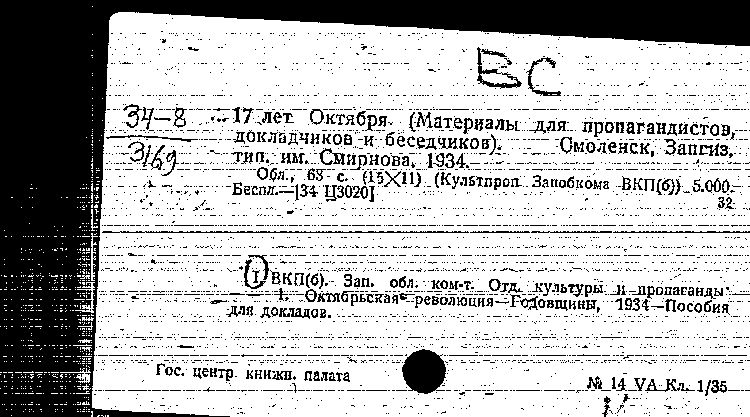 ВС
34-8
3169
17 лет Октября. (Материалы для пропагандистов,
докладчиков и беседчиков). Смоленск, Запгиз,
тип. им. Смирнова, 1934.
Обл., 63 с. (15×11) (Культпроп Запобкома ВКП(б)) 5.000.
Беспл.—[34 Ц3020]
32
I ВКП(б). Зап. обл. ком-т. Отд. культуры и пропаганды
1. Октябрьская революция—Годовщины, 1934—Пособия
для докладов.
Гос. центр. книжн. палата
№ 14 VA Кл. 1/35